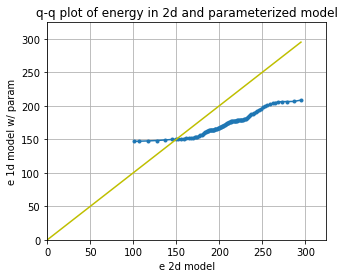 q-q plot of energy in 2d and parameterized model
300
250
200
150
100
50
0
e 1d model w/ param
0 50 100 150 200 250 300
e 2d model